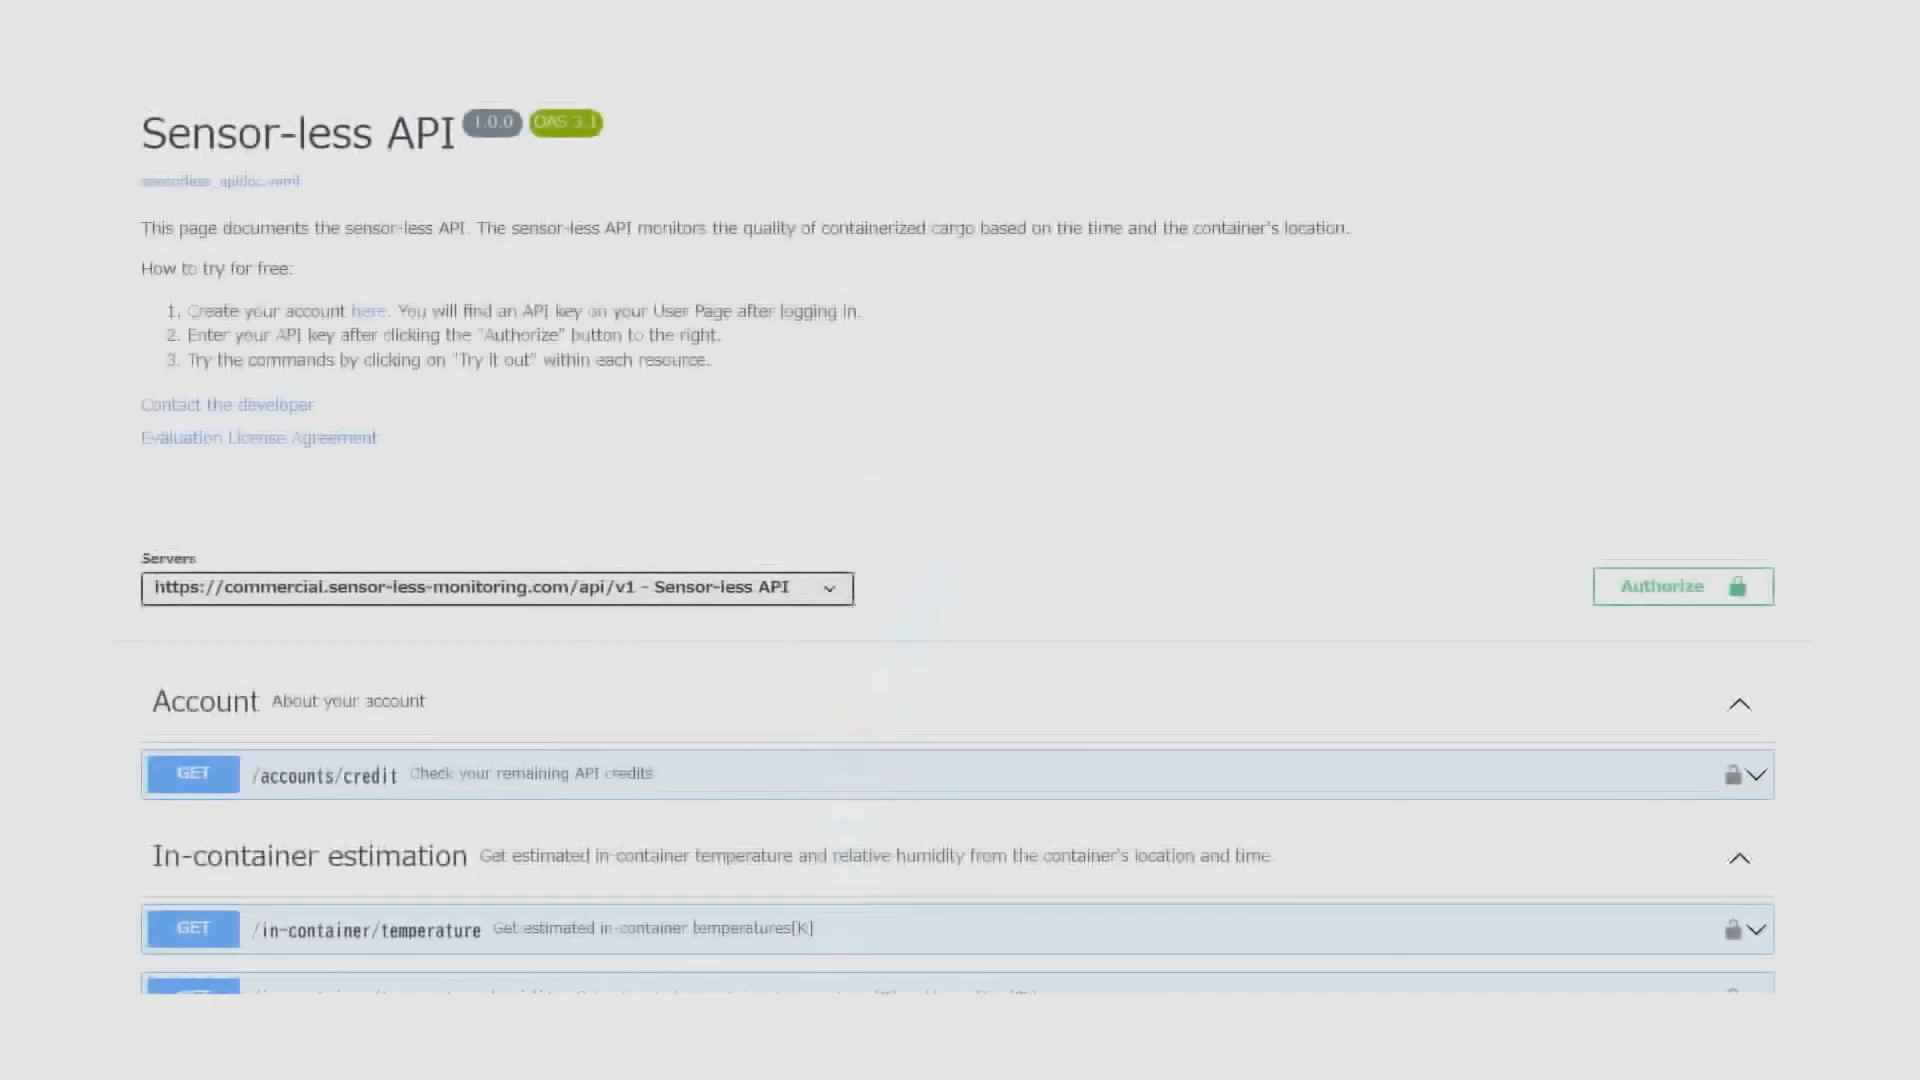 Sensor-less API 1.0.0 OAS 3.1
sensorless_apidoc.yaml
This page documents the sensor-less API. The sensor-less API monitors the quality of containerized cargo based on the time and the container's location.
How to try for free:
1. Create your account here. You will find an API key on your User Page after logging in.
2. Enter your API key after clicking the "Authorize" button to the right.
3. Try the commands by clicking on "Try It out" within each resource.
Contact the developer
Evaluation License Agreement
Servers
https://commercial.sensor-less-monitoring.com/api/v1 - Sensor-less API
Authorize
Account About your account
GET /accounts/credit Check your remaining API credits
In-container estimation Get estimated in-container temperature and relative humidity from the container's location and time
GET /in-container/temperature Get estimated in-container temperatures[K]